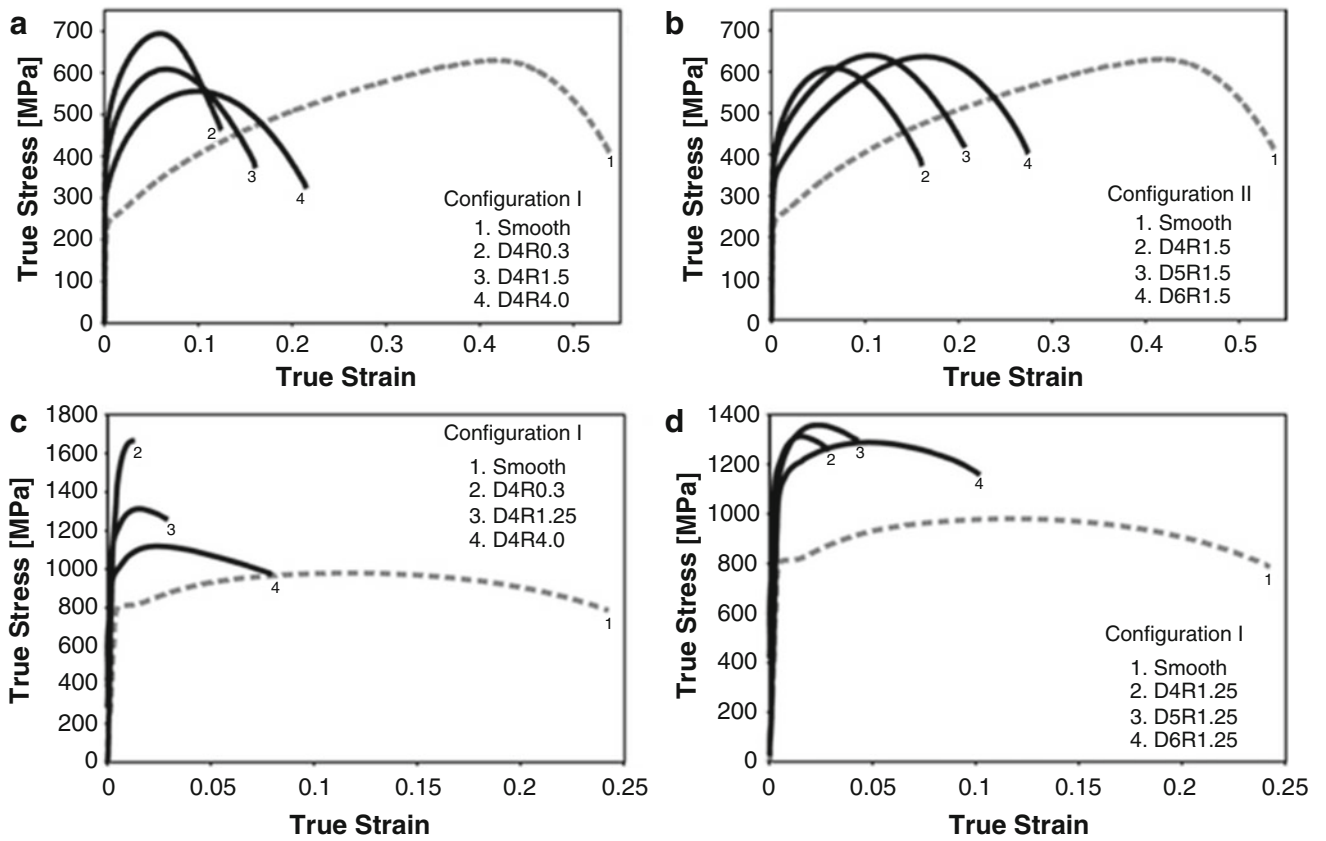 a
True Stress [MPa]
700
600
500
400
300
200
100
0
0 0.1 0.2 0.3 0.4 0.5
True Strain
2
3
4
1
Configuration I
1. Smooth
2. D4R0.3
3. D4R1.5
4. D4R4.0
b
True Stress [MPa]
700
600
500
400
300
200
100
0
0 0.1 0.2 0.3 0.4 0.5
True Strain
2
3
4
1
Configuration II
1. Smooth
2. D4R1.5
3. D5R1.5
4. D6R1.5
c
True Stress [MPa]
1800
1600
1400
1200
1000
800
600
400
200
0
0 0.05 0.1 0.15 0.2 0.25
True Strain
2
3
4
1
Configuration I
1. Smooth
2. D4R0.3
3. D4R1.25
4. D4R4.0
d
True Stress [MPa]
1400
1200
1000
800
600
400
200
0
0 0.05 0.1 0.15 0.2 0.25
True Strain
2
3
4
1
Configuration I
1. Smooth
2. D4R1.25
3. D5R1.25
4. D6R1.25